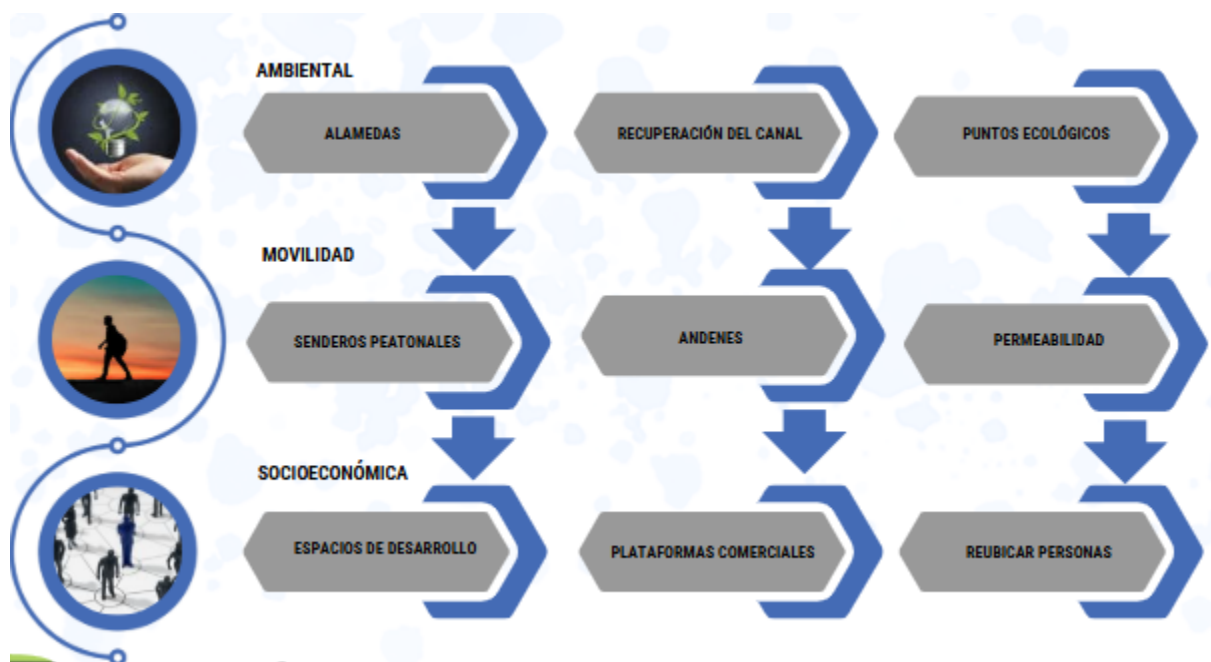 AMBIENTAL
ALAMEDAS
RECUPERACIÓN DEL CANAL
PUNTOS ECOLÓGICOS
MOVILIDAD
SENDEROS PEATONALES
ANDENES
PERMEABILIDAD
SOCIOECONÓMICA
ESPACIOS DE DESARROLLO
PLATAFORMAS COMERCIALES
REUBICAR PERSONAS